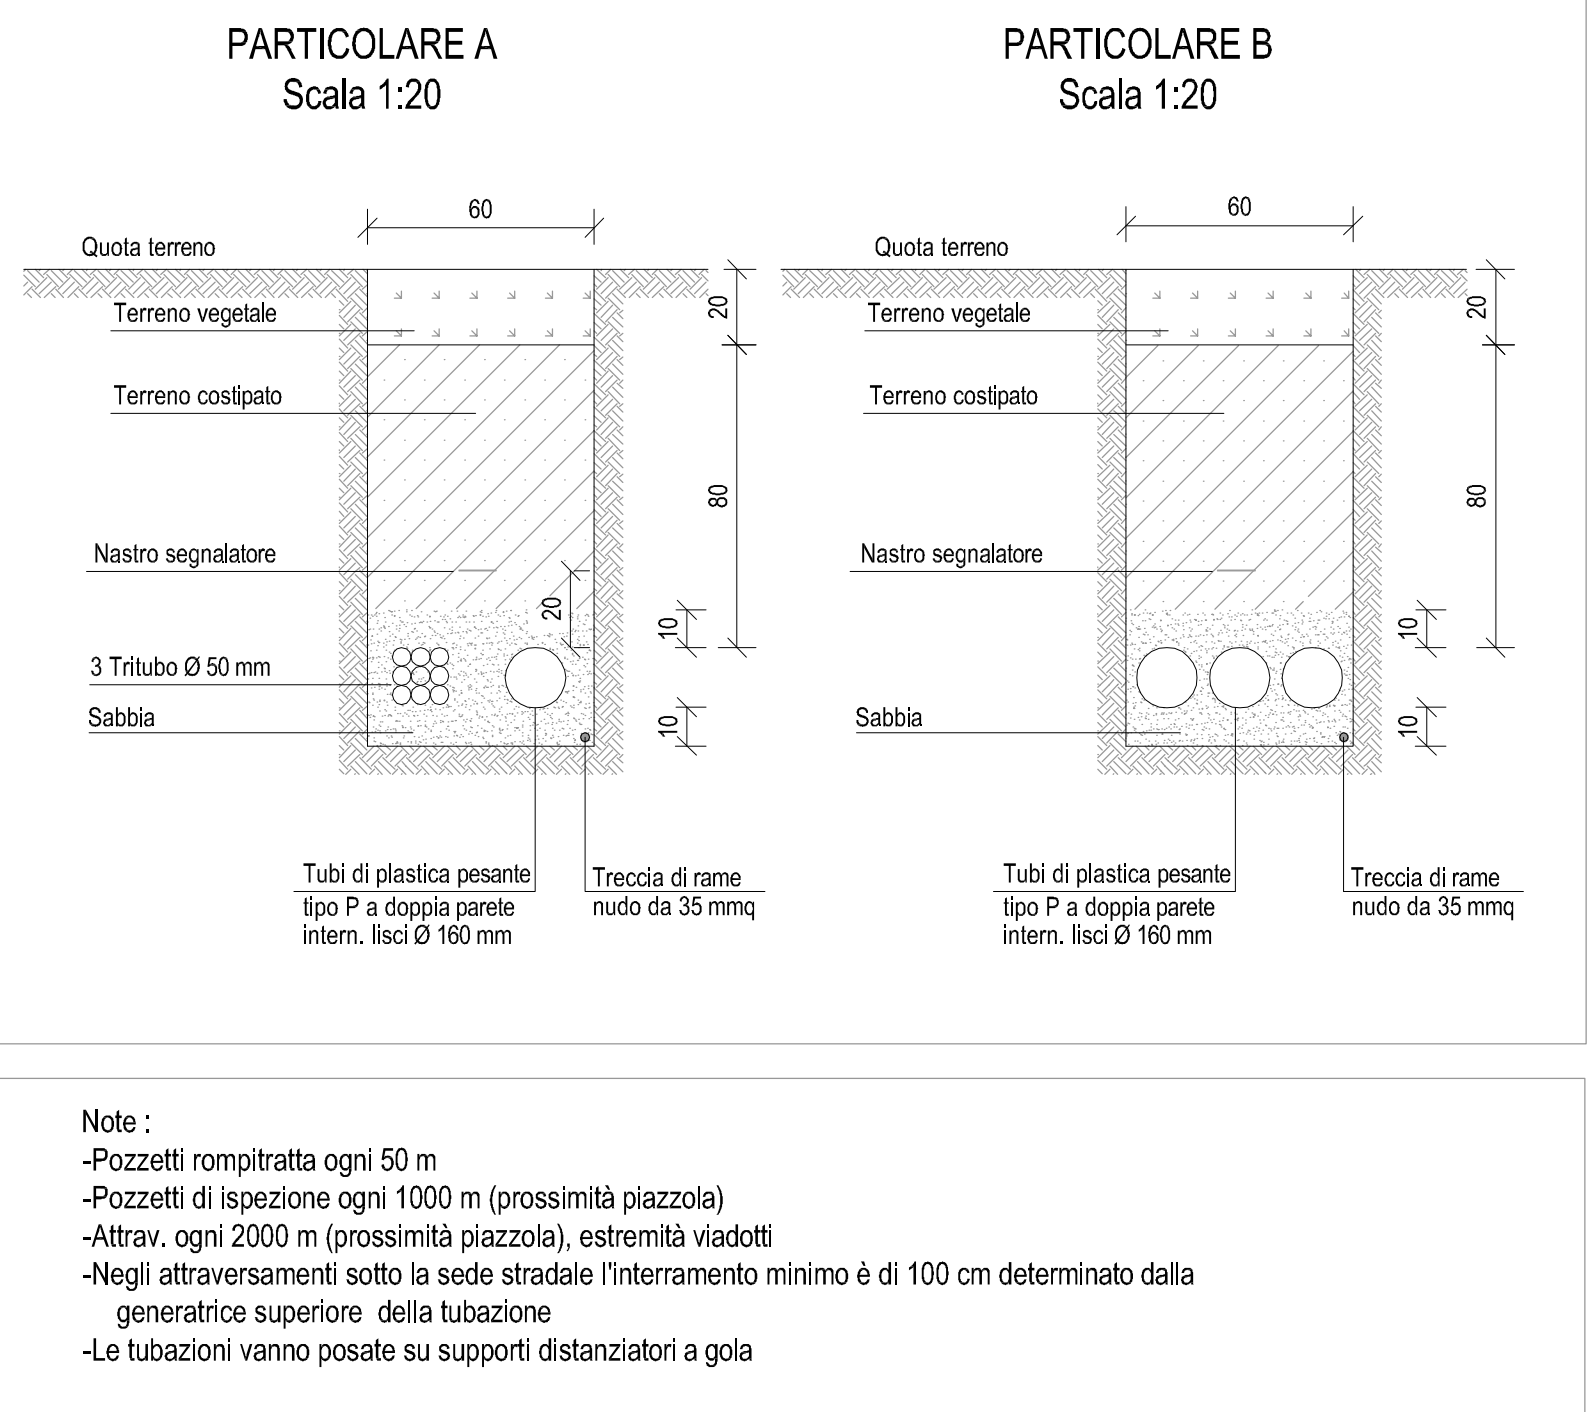 PARTICOLARE A
Scala 1:20
60
Quota terreno
Terreno vegetale
20
Terreno costipato
80
Nastro segnalatore
20
10
3 Tritubo Ø 50 mm
Sabbia
10
Tubi di plastica pesante
tipo P a doppia parete
intern. lisci Ø 160 mm
Treccia di rame
nudo da 35 mmq
PARTICOLARE B
Scala 1:20
60
Quota terreno
Terreno vegetale
20
Terreno costipato
80
Nastro segnalatore
10
Sabbia
10
Tubi di plastica pesante
tipo P a doppia parete
intern. lisci Ø 160 mm
Treccia di rame
nudo da 35 mmq
Note :
-Pozzetti rompitratta ogni 50 m
-Pozzetti di ispezione ogni 1000 m (prossimità piazzola)
-Attrav. ogni 2000 m (prossimità piazzola), estremità viadotti
-Negli attraversamenti sotto la sede stradale l'interramento minimo è di 100 cm determinato dalla
generatrice superiore della tubazione
-Le tubazioni vanno posate su supporti distanziatori a gola